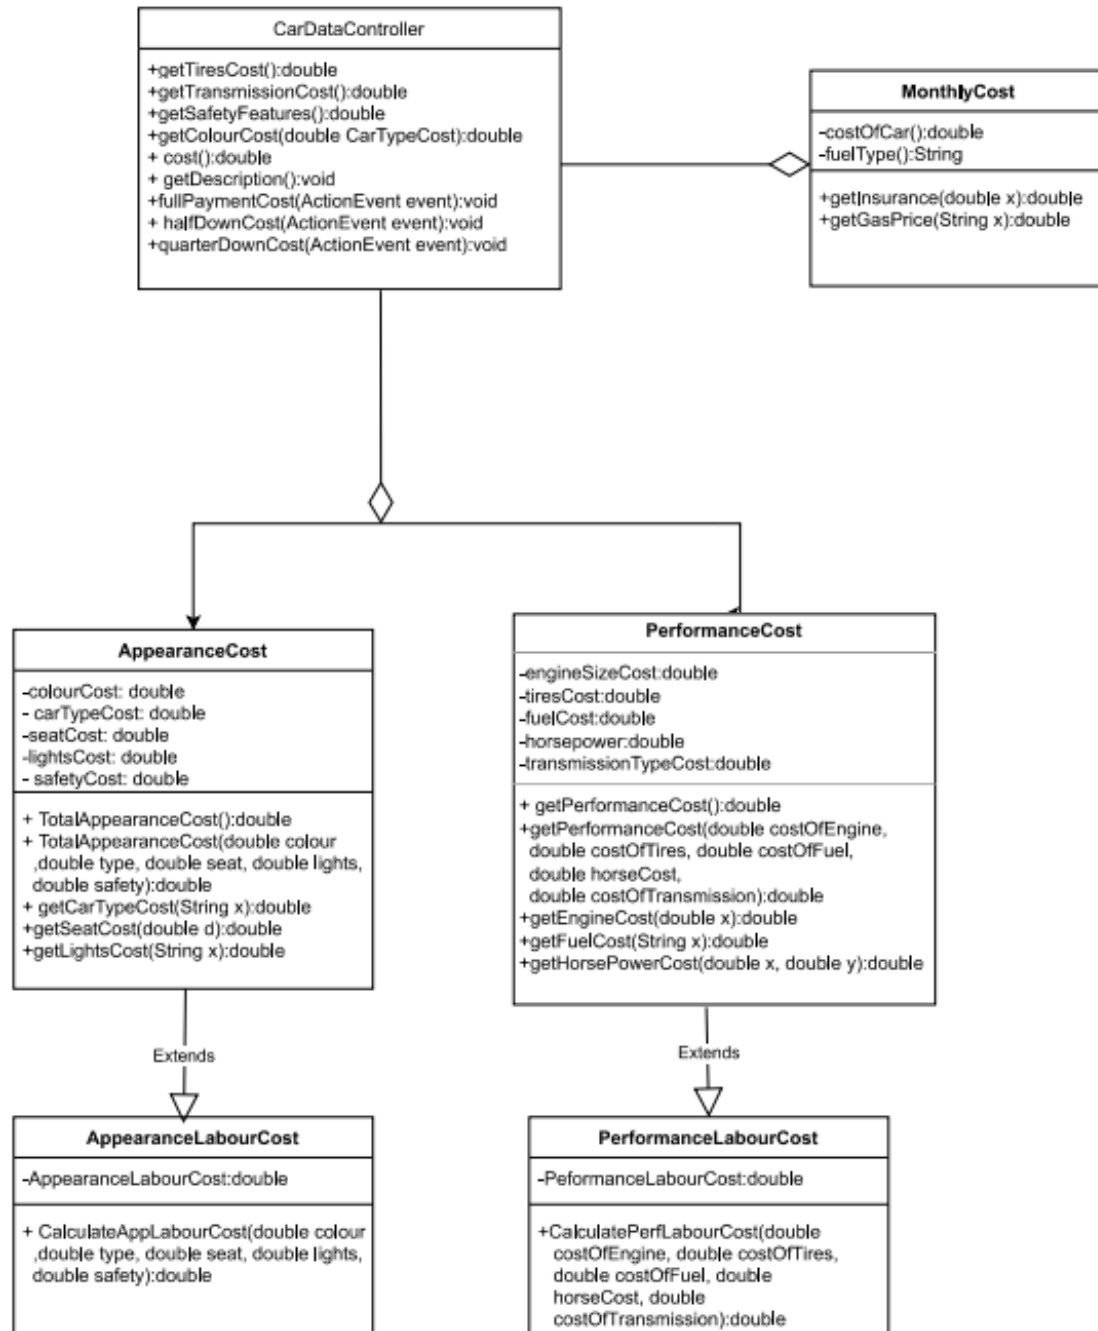 CarDataController
+getTiresCost():double
+getTransmissionCost():double
+getSafetyFeatures():double
+getColourCost(double CarTypeCost):double
+ cost():double
+ getDescription():void
+fullPaymentCost(ActionEvent event):void
+ halfDownCost(ActionEvent event):void
+quarterDownCost(ActionEvent event):void
MonthlyCost
-costOfCar():double
-fuelType():String
+getInsurance(double x):double
+getGasPrice(String x):double
AppearanceCost
-colourCost: double
- carTypeCost: double
-seatCost: double
-lightsCost: double
- safetyCost: double
+ TotalAppearanceCost():double
+ TotalAppearanceCost(double colour
,double type, double seat, double lights,
double safety):double
+ getCarTypeCost(String x):double
+getSeatCost(double d):double
+getLightsCost(String x):double
PerformanceCost
-engineSizeCost:double
-tiresCost:double
-fuelCost:double
-horsepower:double
-transmissionTypeCost:double
+ getPerformanceCost():double
+getPerformanceCost(double costOfEngine,
double costOfTires, double costOfFuel,
double horseCost,
double costOfTransmission):double
+getEngineCost(double x):double
+getFuelCost(String x):double
+getHorsePowerCost(double x, double y):double
Extends
Extends
AppearanceLabourCost
-AppearanceLabourCost:double
+ CalculateAppLabourCost(double colour
,double type, double seat, double lights,
double safety):double
PerformanceLabourCost
-PeformanceLabourCost:double
+CalculatePerfLabourCost(double
costOfEngine, double costOfTires,
double costOfFuel, double
horseCost, double
costOfTransmission):double